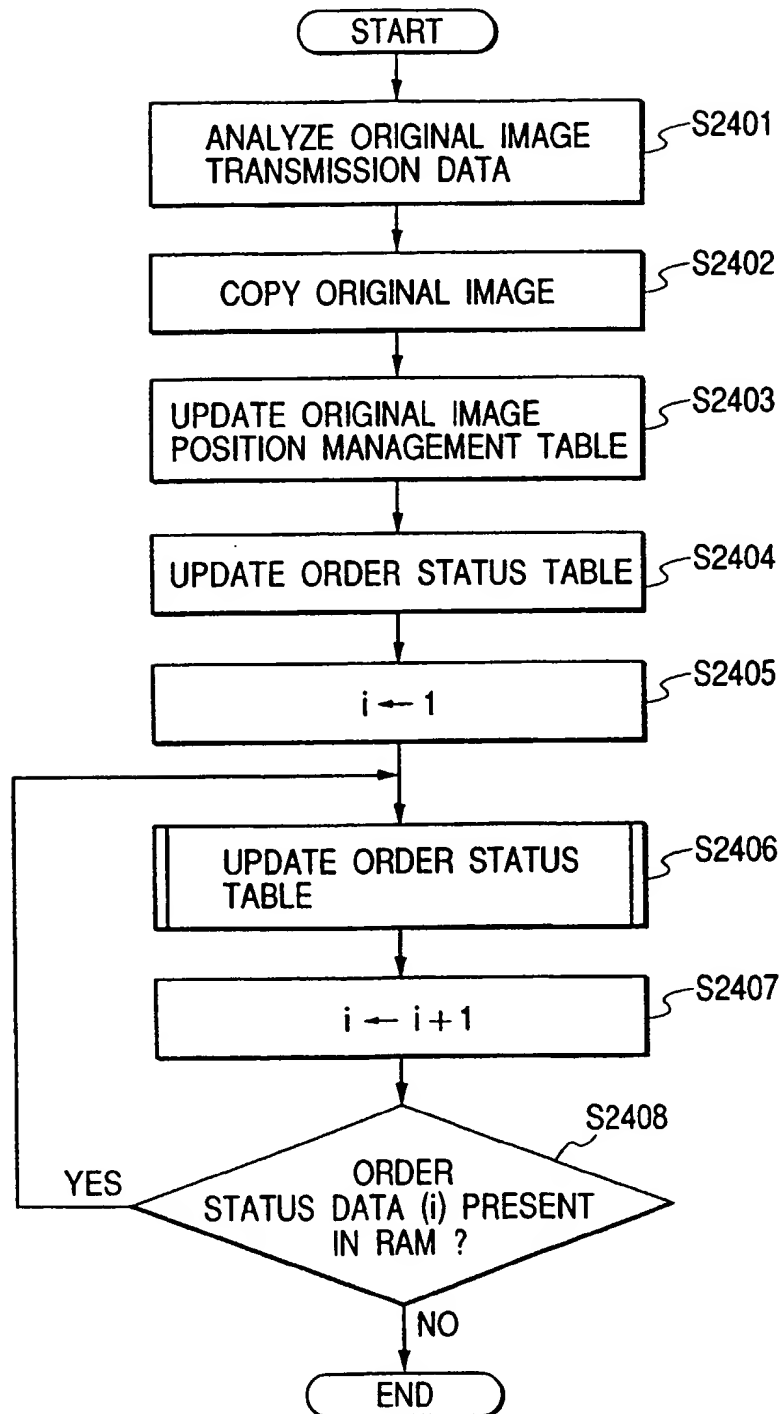 START
ANALYZE ORIGINAL IMAGE
TRANSMISSION DATA
S2401
COPY ORIGINAL IMAGE
S2402
UPDATE ORIGINAL IMAGE
POSITION MANAGEMENT TABLE
S2403
UPDATE ORDER STATUS TABLE
S2404
i ← 1
S2405
UPDATE ORDER STATUS
TABLE
S2406
i ← i + 1
S2407
S2408
ORDER
STATUS DATA (i) PRESENT
IN RAM ?
YES
NO
END